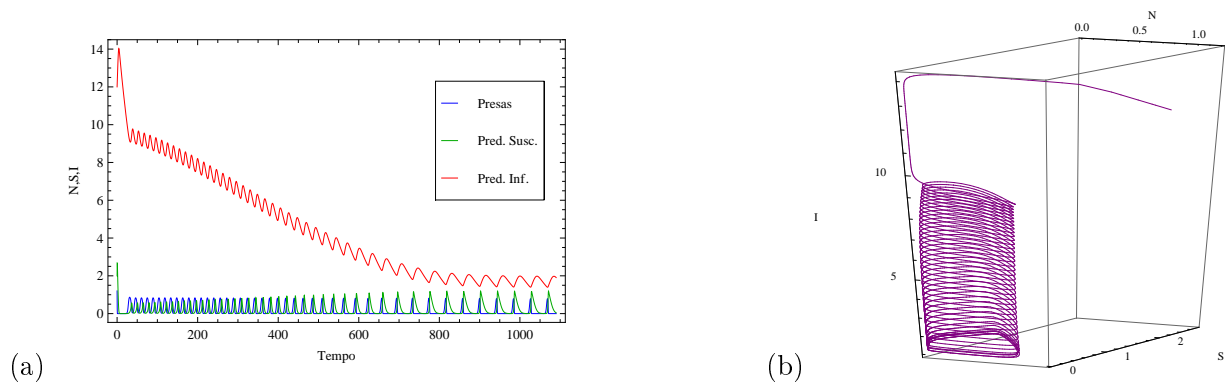 14
12
10
8
6
4
2
0
N,S,I
Presas
Pred. Susc.
Pred. Inf.
0 200 400 600 800 1000
Tempo
(a)
N
0.0 0.5 1.0
10
I
5
0 1 2
S
(b)